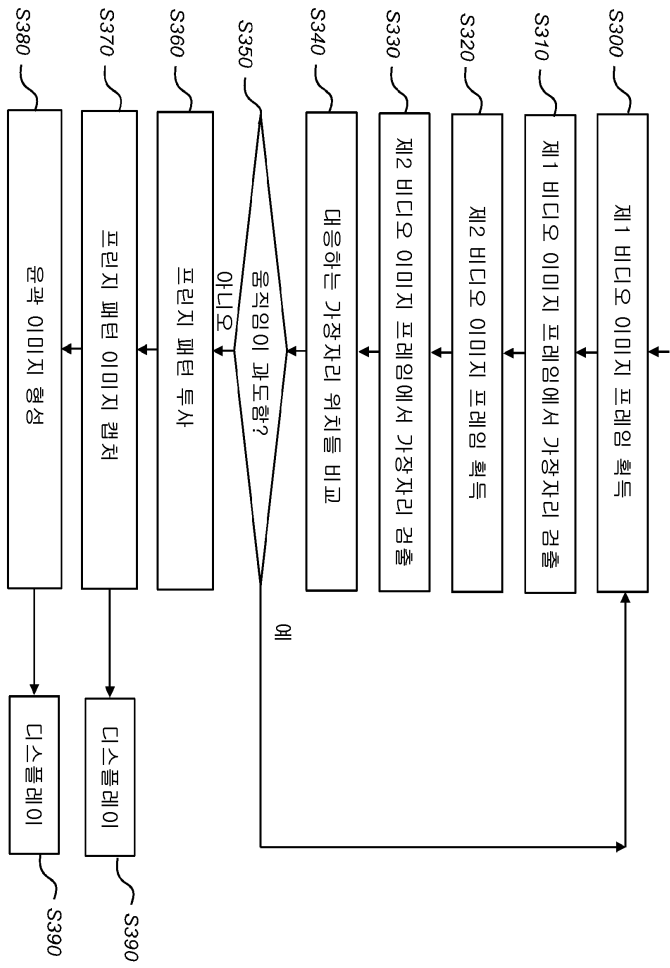 S300
제1 비디오 이미지 프레임 획득
S310
제1 비디오 이미지 프레임에서 가장자리 검출
S320
제2 비디오 이미지 프레임 획득
S330
제2 비디오 이미지 프레임에서 가장자리 검출
S340
대응하는 가장자리 위치를 비교
S350
움직임이 과도함?
예
아니오
S360
프린지 패턴 투사
S370
프린지 패턴 이미지 캡처
디스플레이
S390
S380
윤곽 이미지 형성
디스플레이
S390